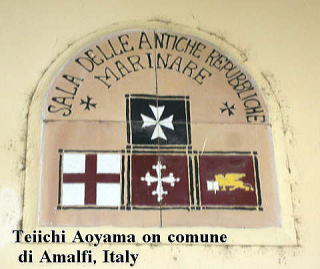 SALA DELLE ANTICHE REPUBBLICHE
MARINARE
Teiichi Aoyama on comune
di Amalfi, Italy